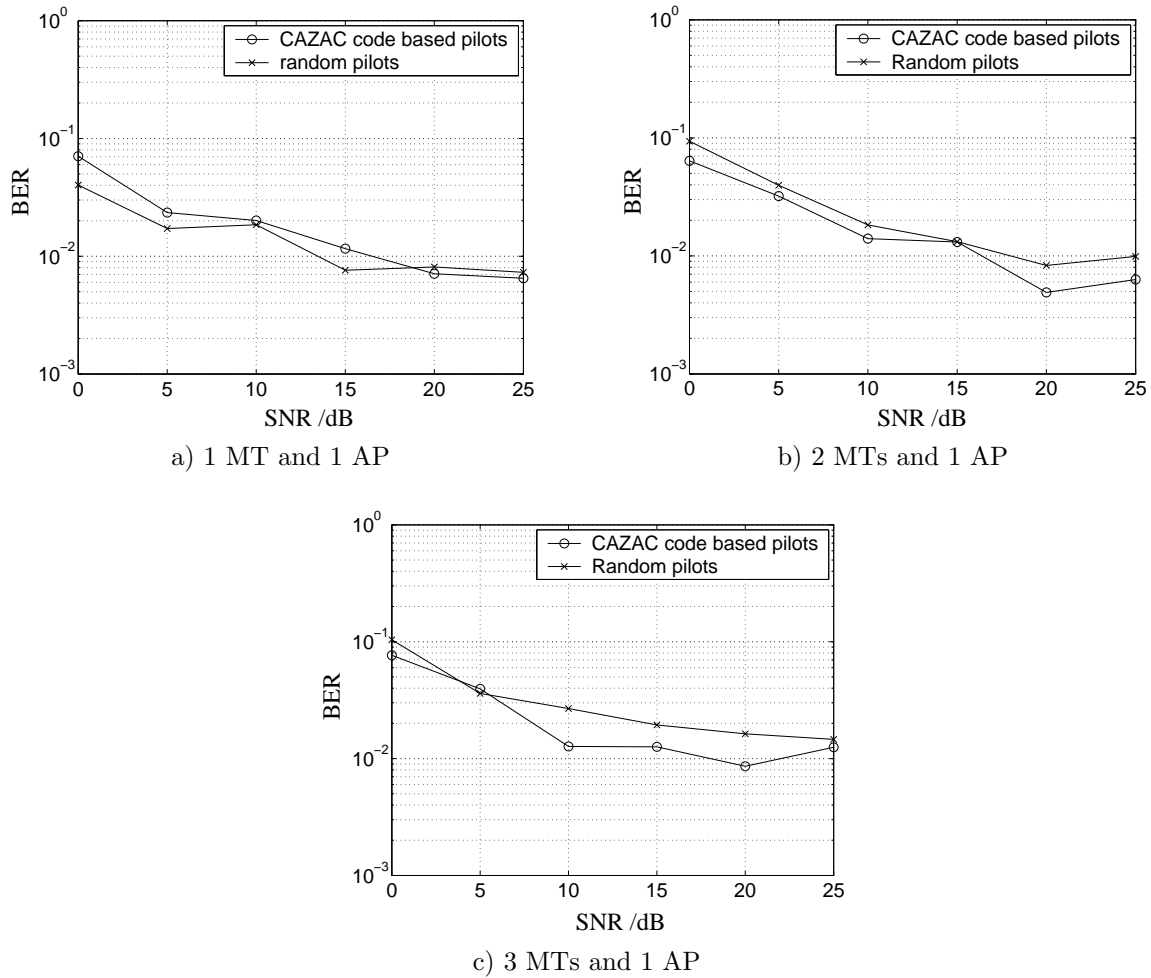 10^0
10^−1
10^−2
10^−3
BER
CAZAC code based pilots
random pilots
0 5 10 15 20 25
SNR /dB
a) 1 MT and 1 AP
10^0
10^−1
10^−2
10^−3
BER
CAZAC code based pilots
Random pilots
0 5 10 15 20 25
SNR /dB
b) 2 MTs and 1 AP
10^0
10^−1
10^−2
10^−3
BER
CAZAC code based pilots
Random pilots
0 5 10 15 20 25
SNR /dB
c) 3 MTs and 1 AP